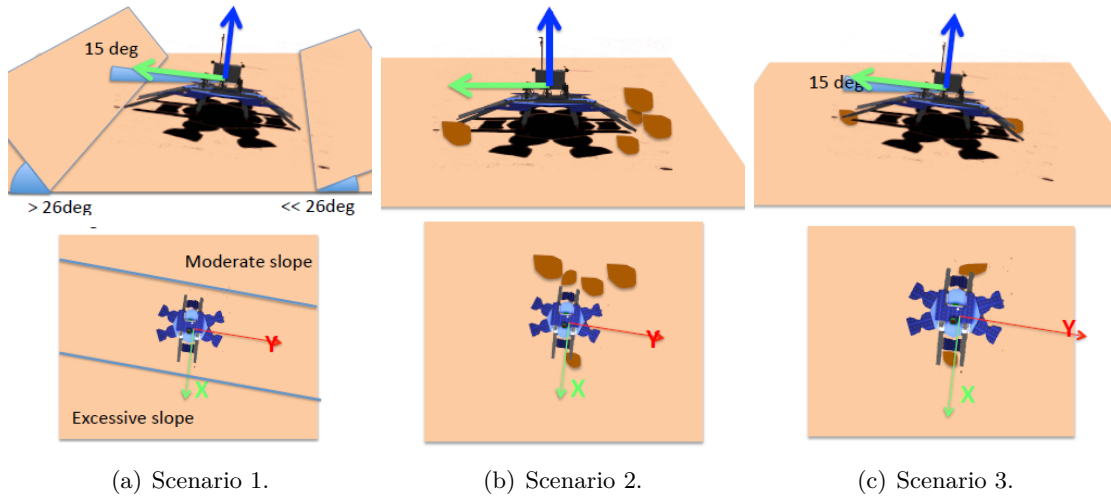 15 deg
> 26deg
<< 26deg
15 deg
Moderate slope
Y
X
Excessive slope
Y
X
Y
X
(a) Scenario 1.
(b) Scenario 2.
(c) Scenario 3.